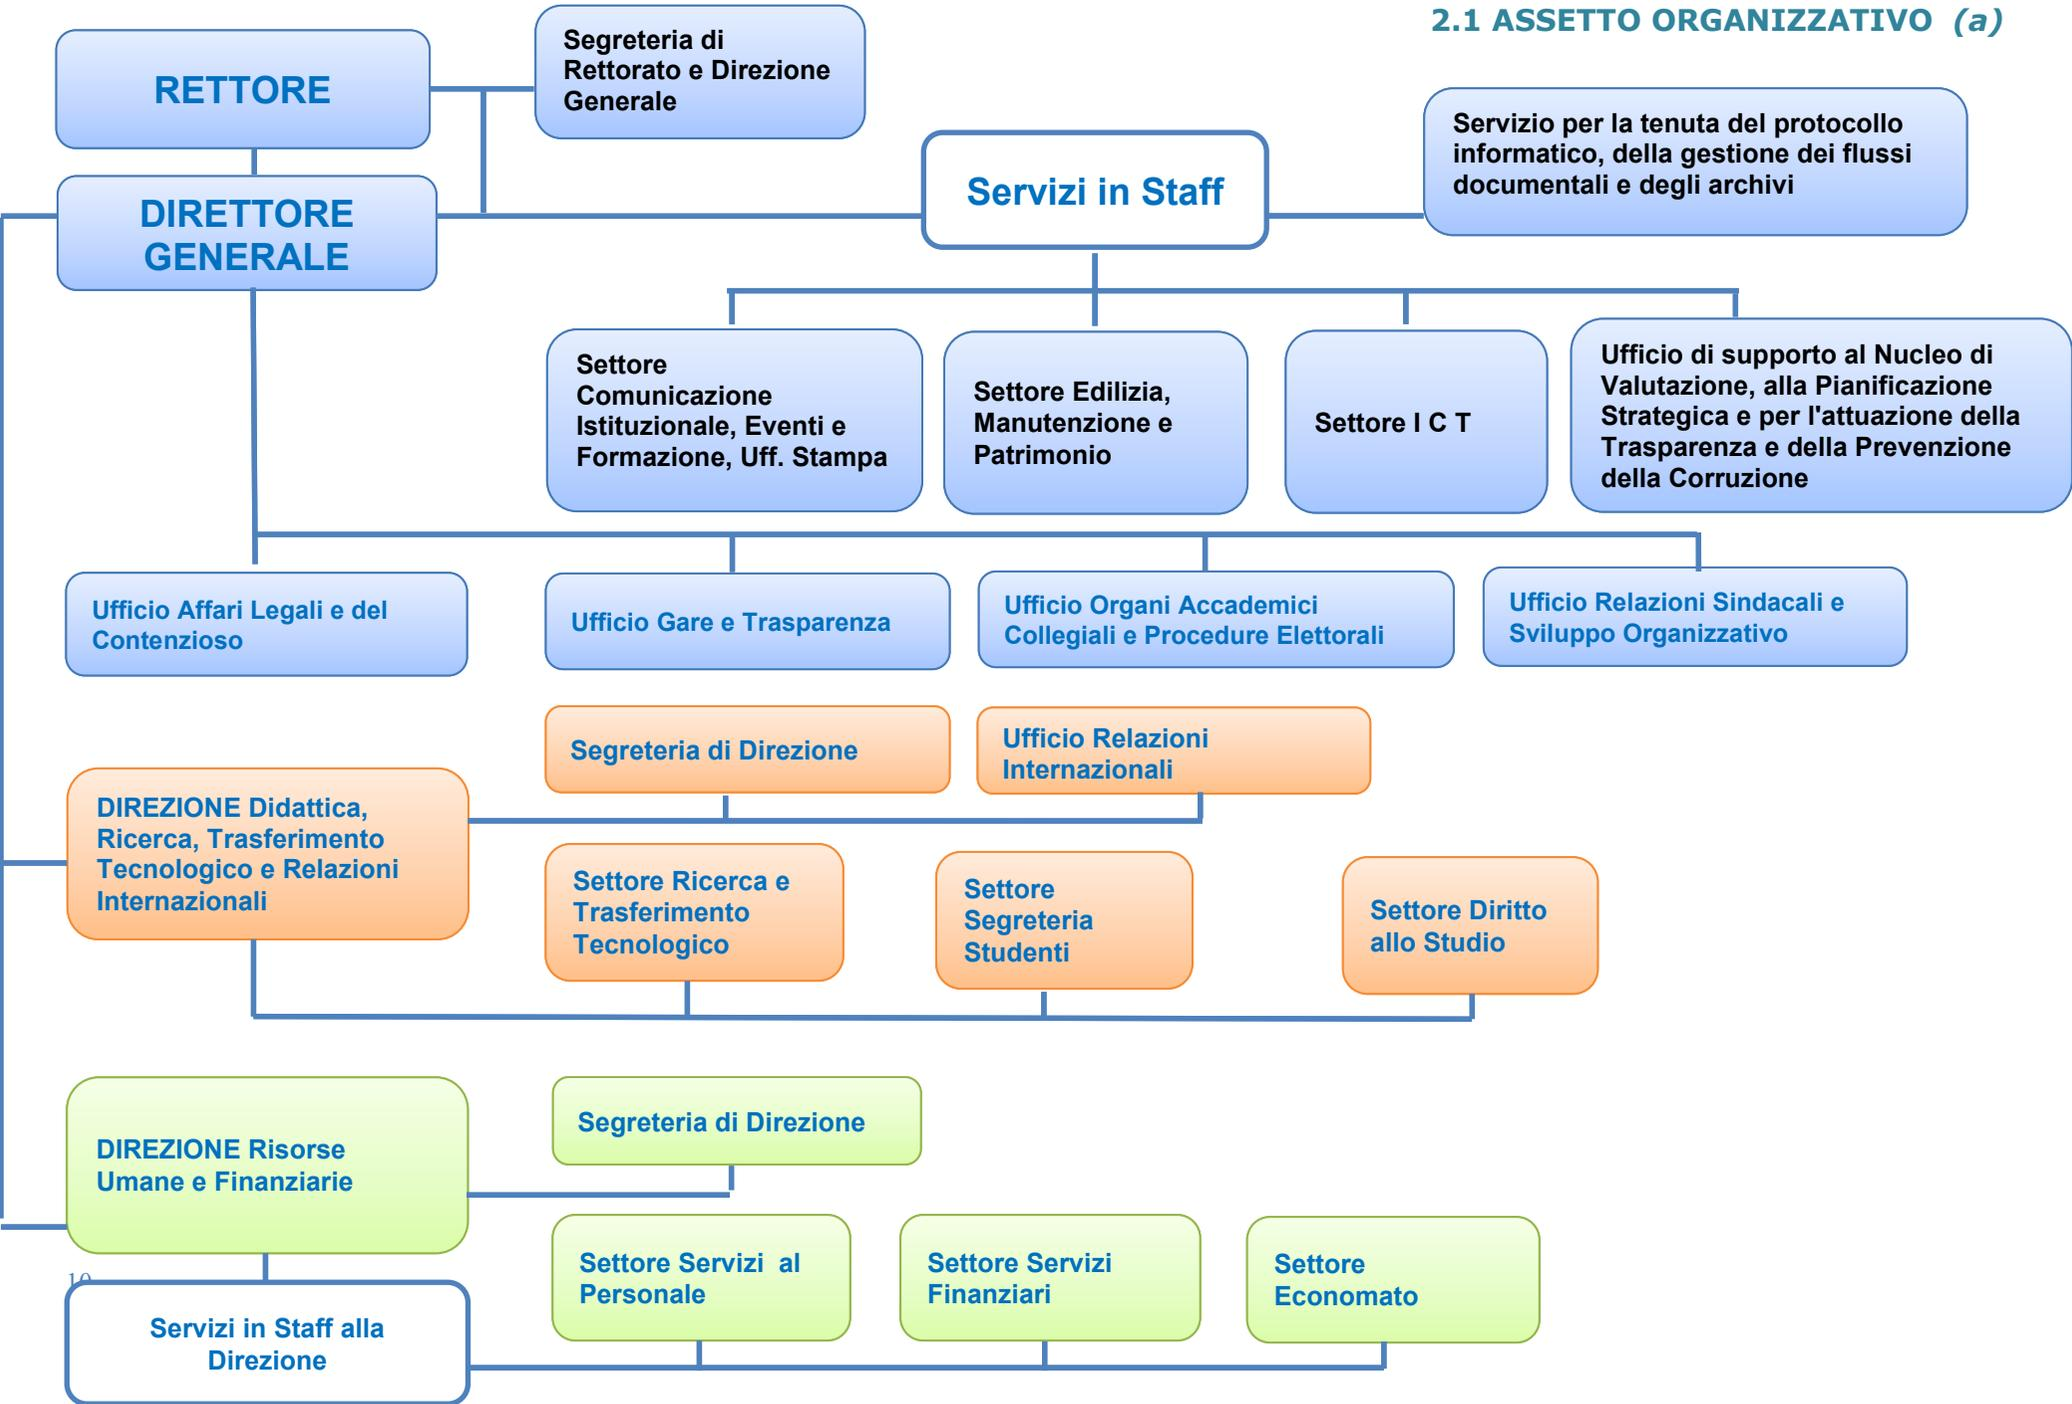 2.1 ASSETTO ORGANIZZATIVO (a)
RETTORE
Segreteria di
Rettorato e Direzione
Generale
Servizio per la tenuta del protocollo
informatico, della gestione dei flussi
documentali e degli archivi
Servizi in Staff
DIRETTORE
GENERALE
Settore
Comunicazione
Istituzionale, Eventi e
Formazione, Uff. Stampa
Settore Edilizia,
Manutenzione e
Patrimonio
Settore I C T
Ufficio di supporto al Nucleo di
Valutazione, alla Pianificazione
Strategica e per l'attuazione della
Trasparenza e della Prevenzione
della Corruzione
Ufficio Affari Legali e del
Contenzioso
Ufficio Gare e Trasparenza
Ufficio Organi Accademici
Collegiali e Procedure Elettorali
Ufficio Relazioni Sindacali e
Sviluppo Organizzativo
Segreteria di Direzione
Ufficio Relazioni
Internazionali
DIREZIONE Didattica,
Ricerca, Trasferimento
Tecnologico e Relazioni
Internazionali
Settore Ricerca e
Trasferimento
Tecnologico
Settore
Segreteria
Studenti
Settore Diritto
allo Studio
DIREZIONE Risorse
Umane e Finanziarie
Segreteria di Direzione
Settore Servizi al
Personale
Settore Servizi
Finanziari
Settore
Economato
10
Servizi in Staff alla
Direzione